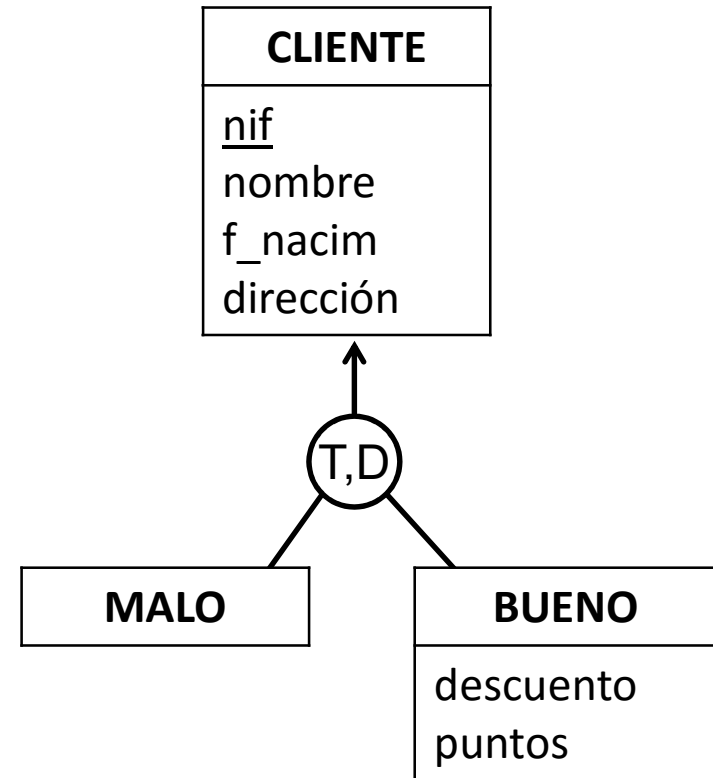 CLIENTE
nif
nombre
f_nacim
dirección
T,D
MALO
BUENO
descuento
puntos